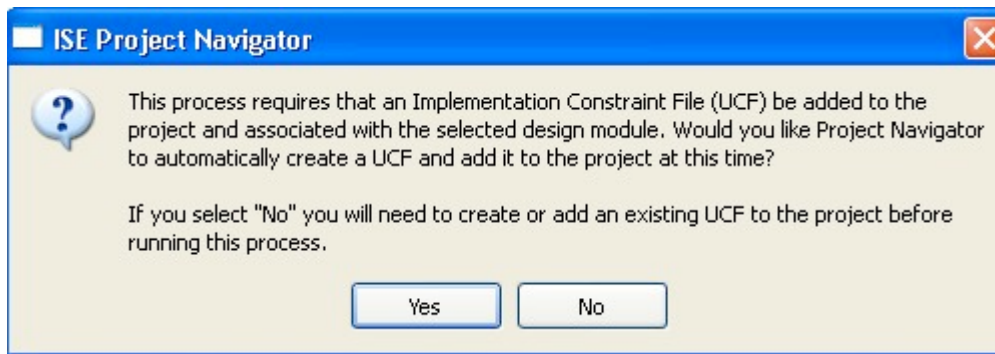 ISE Project Navigator
This process requires that an Implementation Constraint File (UCF) be added to the
project and associated with the selected design module. Would you like Project Navigator
to automatically create a UCF and add it to the project at this time?
If you select "No" you will need to create or add an existing UCF to the project before
running this process.
Yes
No